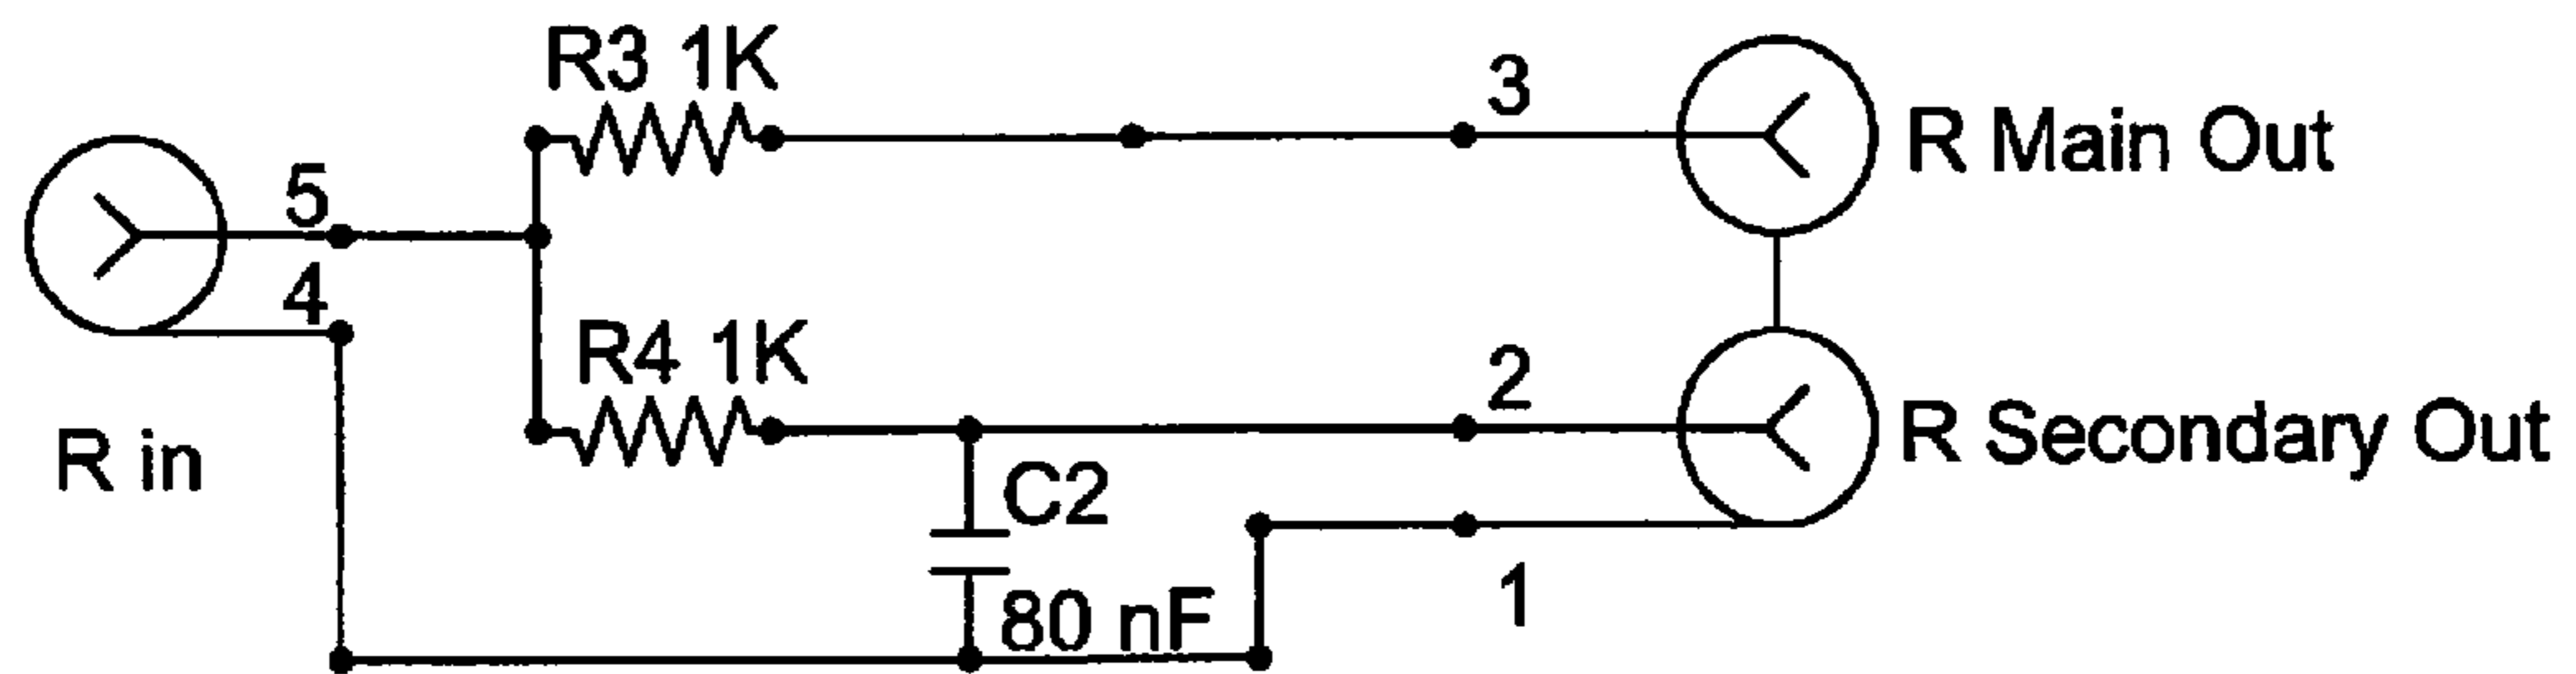 R3 1K
3
R Main Out
5
4
R in
R4 1K
2
R Secondary Out
C2
80 nF
1